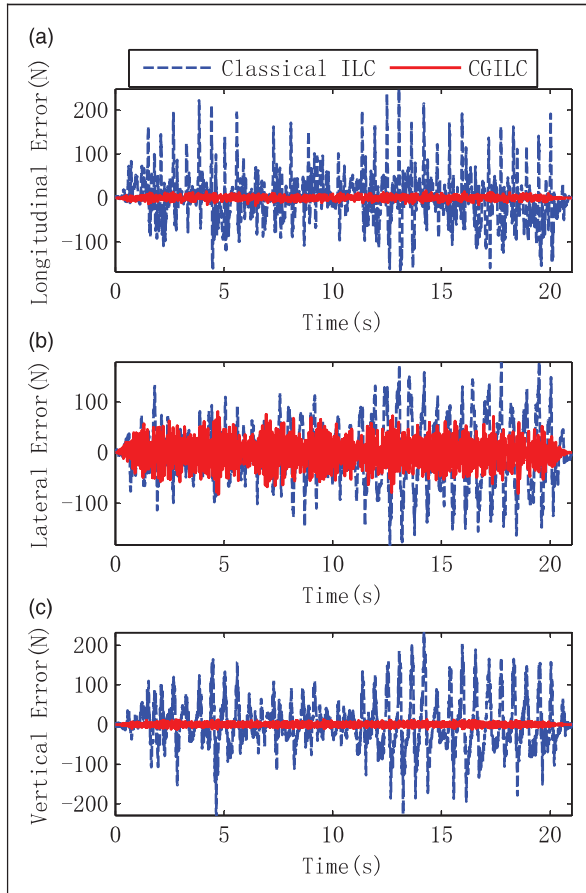 (a)
Classical ILC
CGILC
Longitudinal Error(N)
200
100
0
-100
0
5
10
15
20
Time(s)
(b)
Lateral Error(N)
100
0
-100
0
5
10
15
20
Time(s)
(c)
Vertical Error(N)
200
100
0
-100
-200
0
5
10
15
20
Time(s)